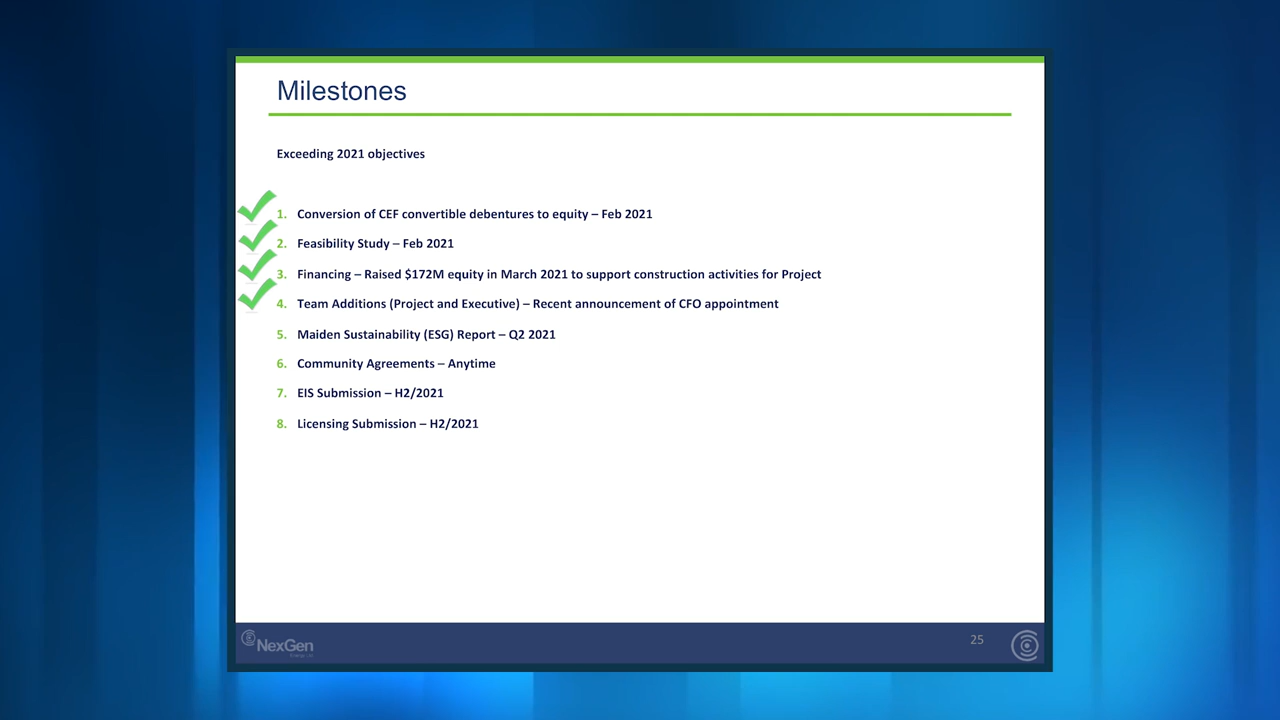 Milestones
Exceeding 2021 objectives
1. Conversion of CEF convertible debentures to equity – Feb 2021
2. Feasibility Study – Feb 2021
3. Financing – Raised $172M equity in March 2021 to support construction activities for Project
4. Team Additions (Project and Executive) – Recent announcement of CFO appointment
5. Maiden Sustainability (ESG) Report – Q2 2021
6. Community Agreements – Anytime
7. EIS Submission – H2/2021
8. Licensing Submission – H2/2021
NexGen
25